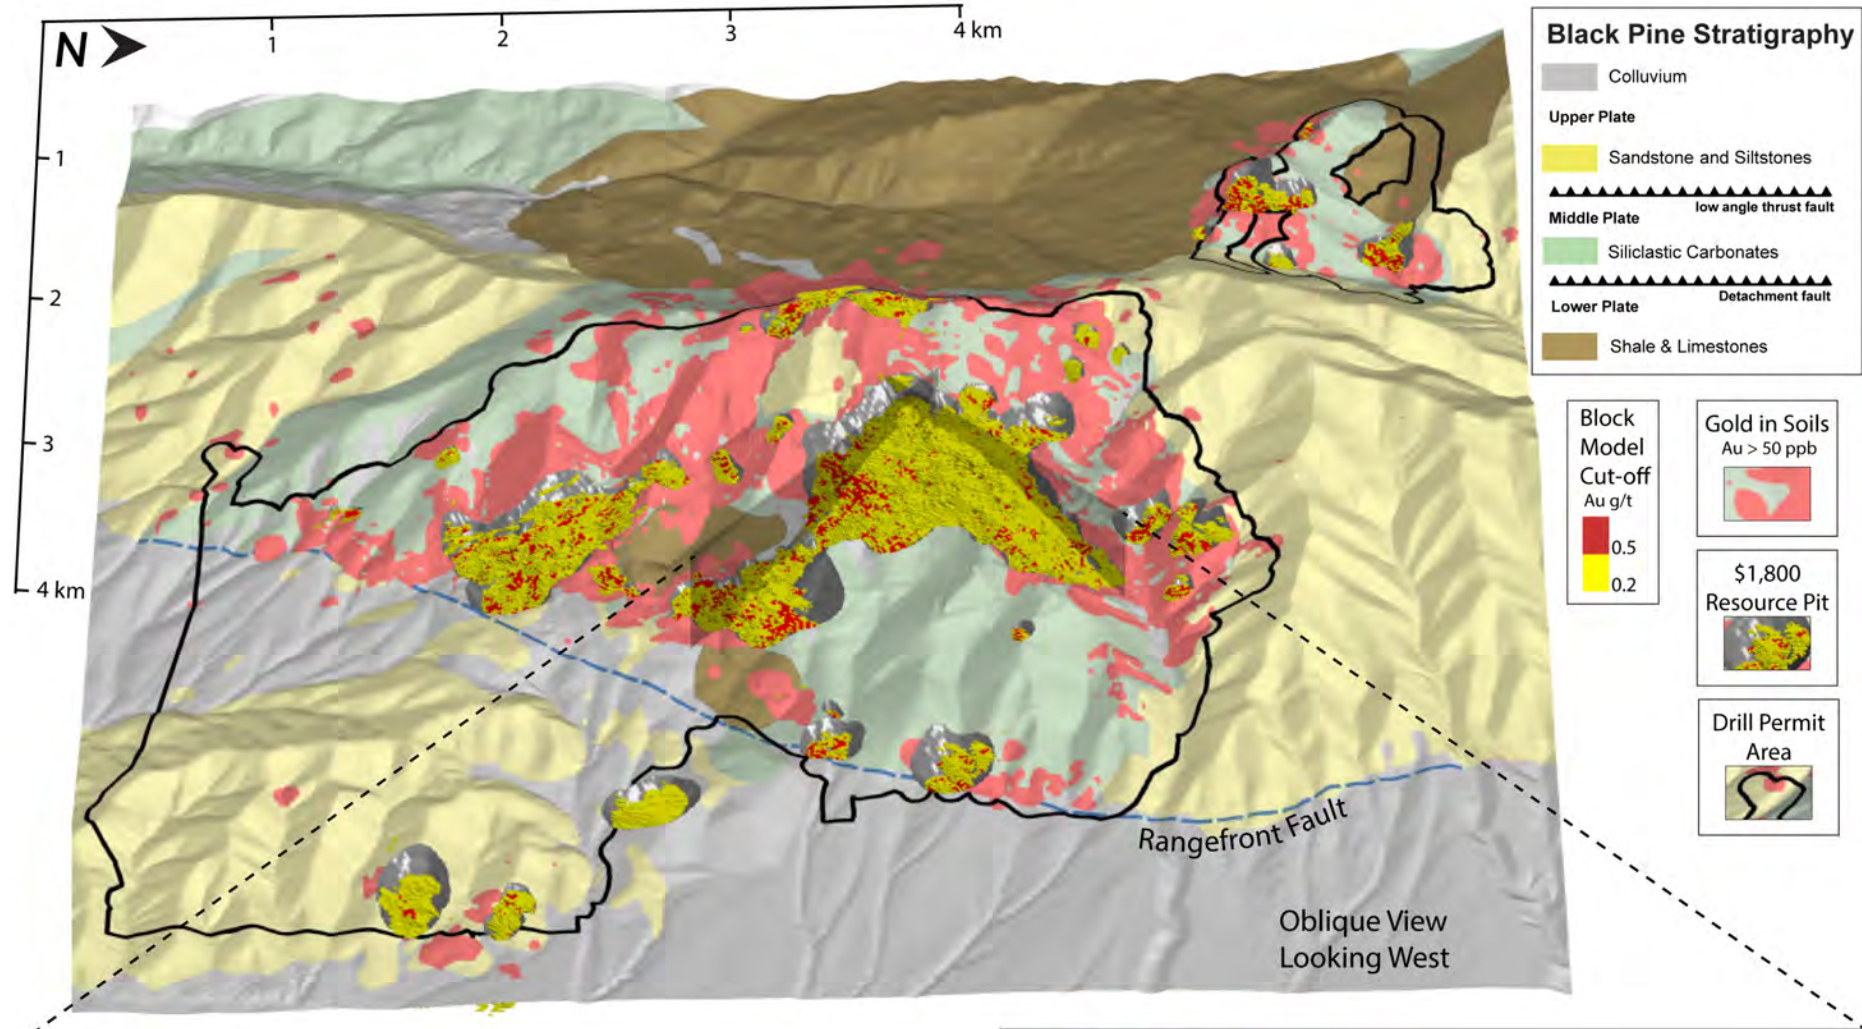 N
1
2
3
4 km
1
2
3
4 km
Rangefront Fault
Oblique View
Looking West
Black Pine Stratigraphy
Colluvium
Upper Plate
Sandstone and Siltstones
low angle thrust fault
Middle Plate
Siliclastic Carbonates
Detachment fault
Lower Plate
Shale & Limestones
Block
Model
Cut-off
Au g/t
0.5
0.2
Gold in Soils
Au > 50 ppb
$1,800
Resource Pit
Drill Permit
Area